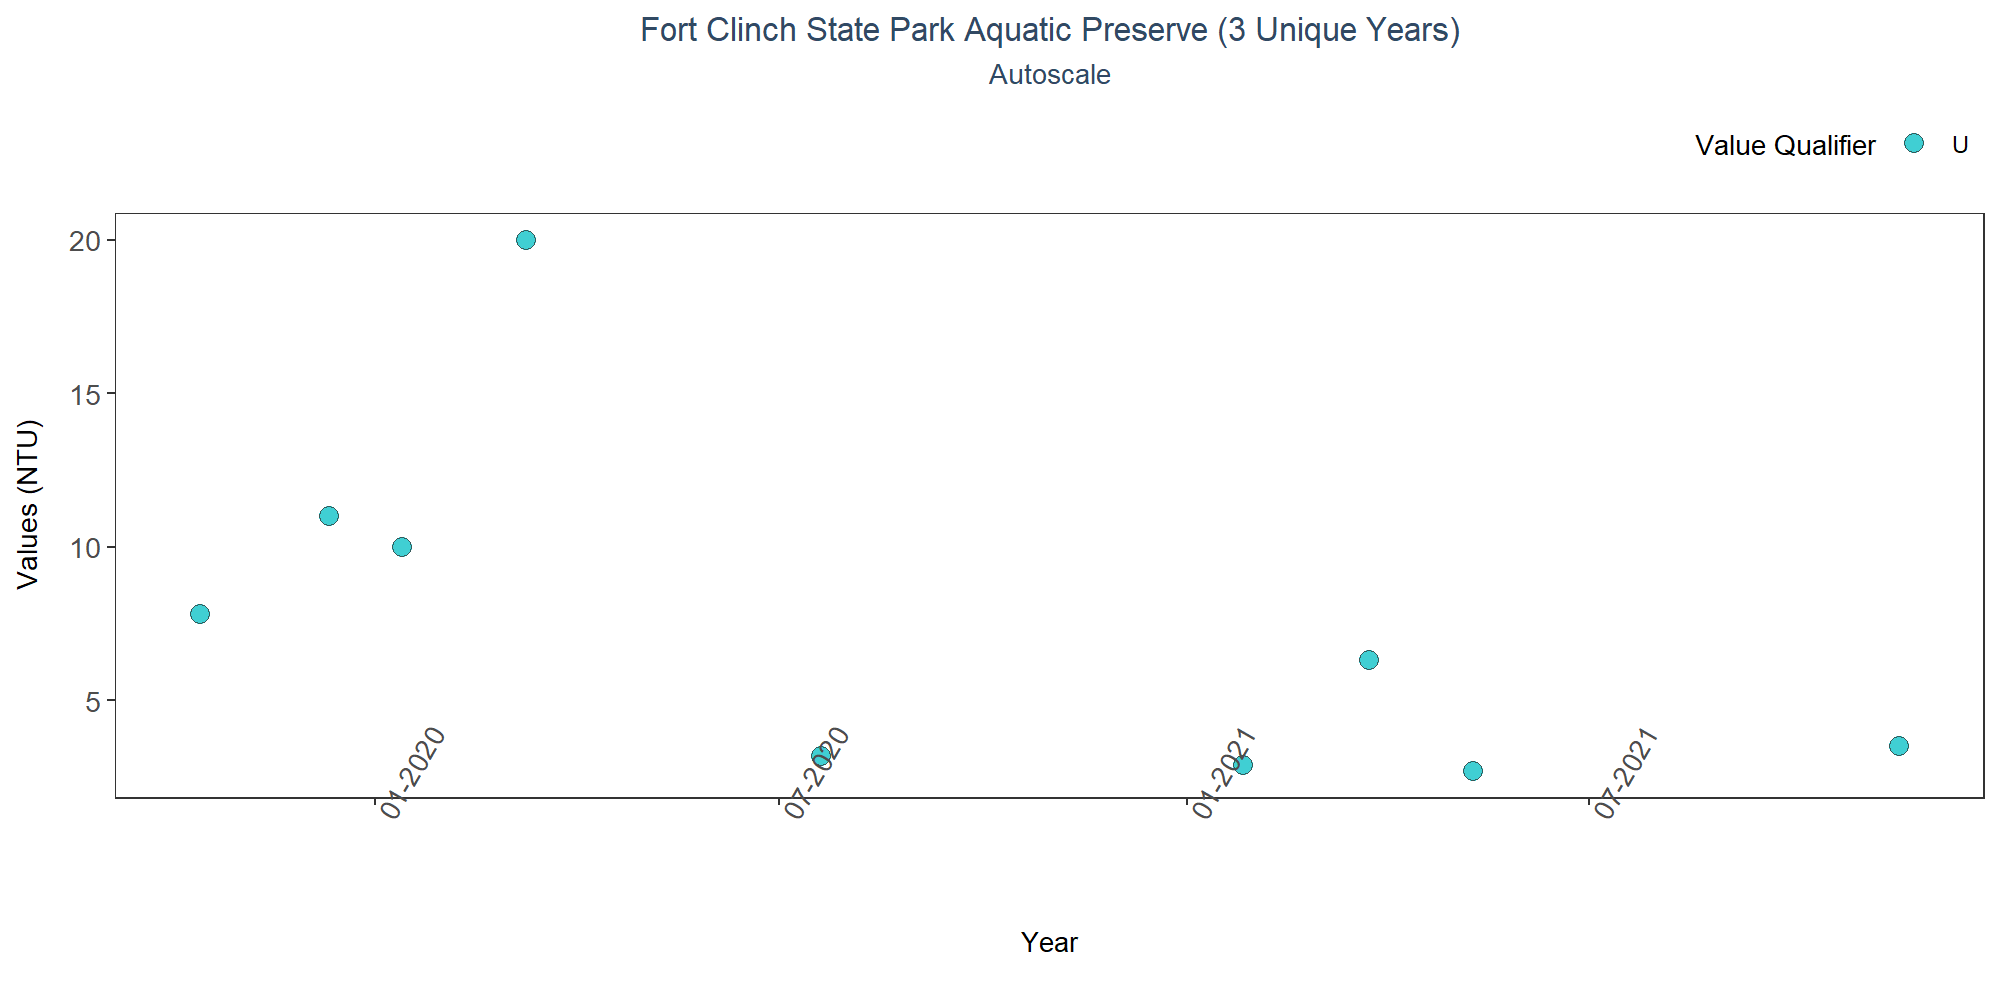 Fort Clinch State Park Aquatic Preserve (3 Unique Years)
Autoscale
Value Qualifier U
Values (NTU)
20
15
10
5
01-2020
07-2020
01-2021
07-2021
Year